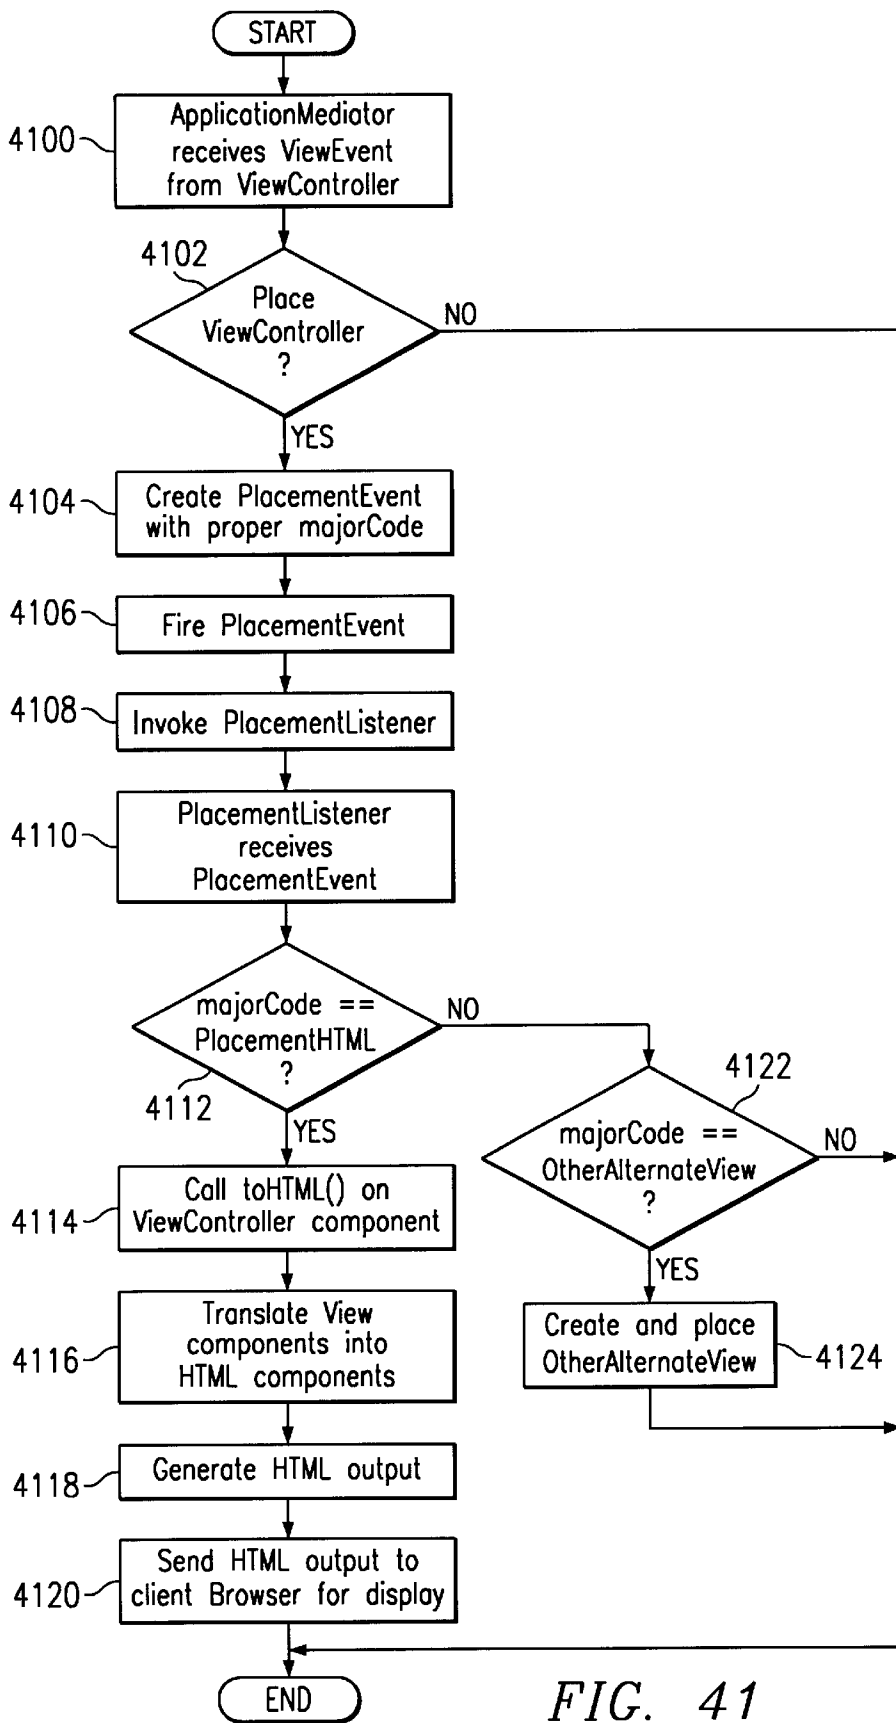 START
4100
ApplicationMediator
receives ViewEvent
from ViewController
4102
Place
ViewController
?
NO
YES
4104
Create PlacementEvent
with proper majorCode
4106
Fire PlacementEvent
4108
Invoke PlacementListener
4110
PlacementListener
receives
PlacementEvent
majorCode ==
PlacementHTML
?
NO
4112
YES
4122
majorCode ==
OtherAlternateView
?
NO
YES
4114
Call toHTML() on
ViewController component
4116
Translate View
components into
HTML components
Create and place
OtherAlternateView
4124
4118
Generate HTML output
4120
Send HTML output to
client Browser for display
END
FIG. 41